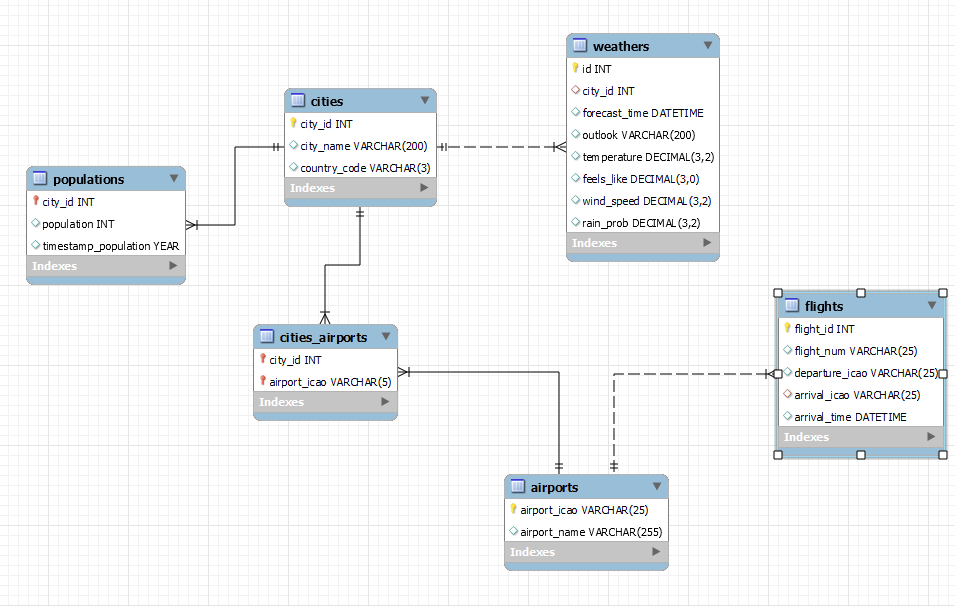 weathers
id INT
city_id INT
forecast_time DATETIME
outlook VARCHAR(200)
temperature DECIMAL(3,2)
feels_like DECIMAL(3,0)
wind_speed DECIMAL(3,2)
rain_prob DECIMAL(3,2)
Indexes
cities
city_id INT
city_name VARCHAR(200)
country_code VARCHAR(3)
Indexes
populations
city_id INT
population INT
timestamp_population YEAR
Indexes
flights
flight_id INT
flight_num VARCHAR(25)
departure_icao VARCHAR(25)
arrival_icao VARCHAR(25)
arrival_time DATETIME
Indexes
cities_airports
city_id INT
airport_icao VARCHAR(5)
Indexes
airports
airport_icao VARCHAR(25)
airport_name VARCHAR(255)
Indexes